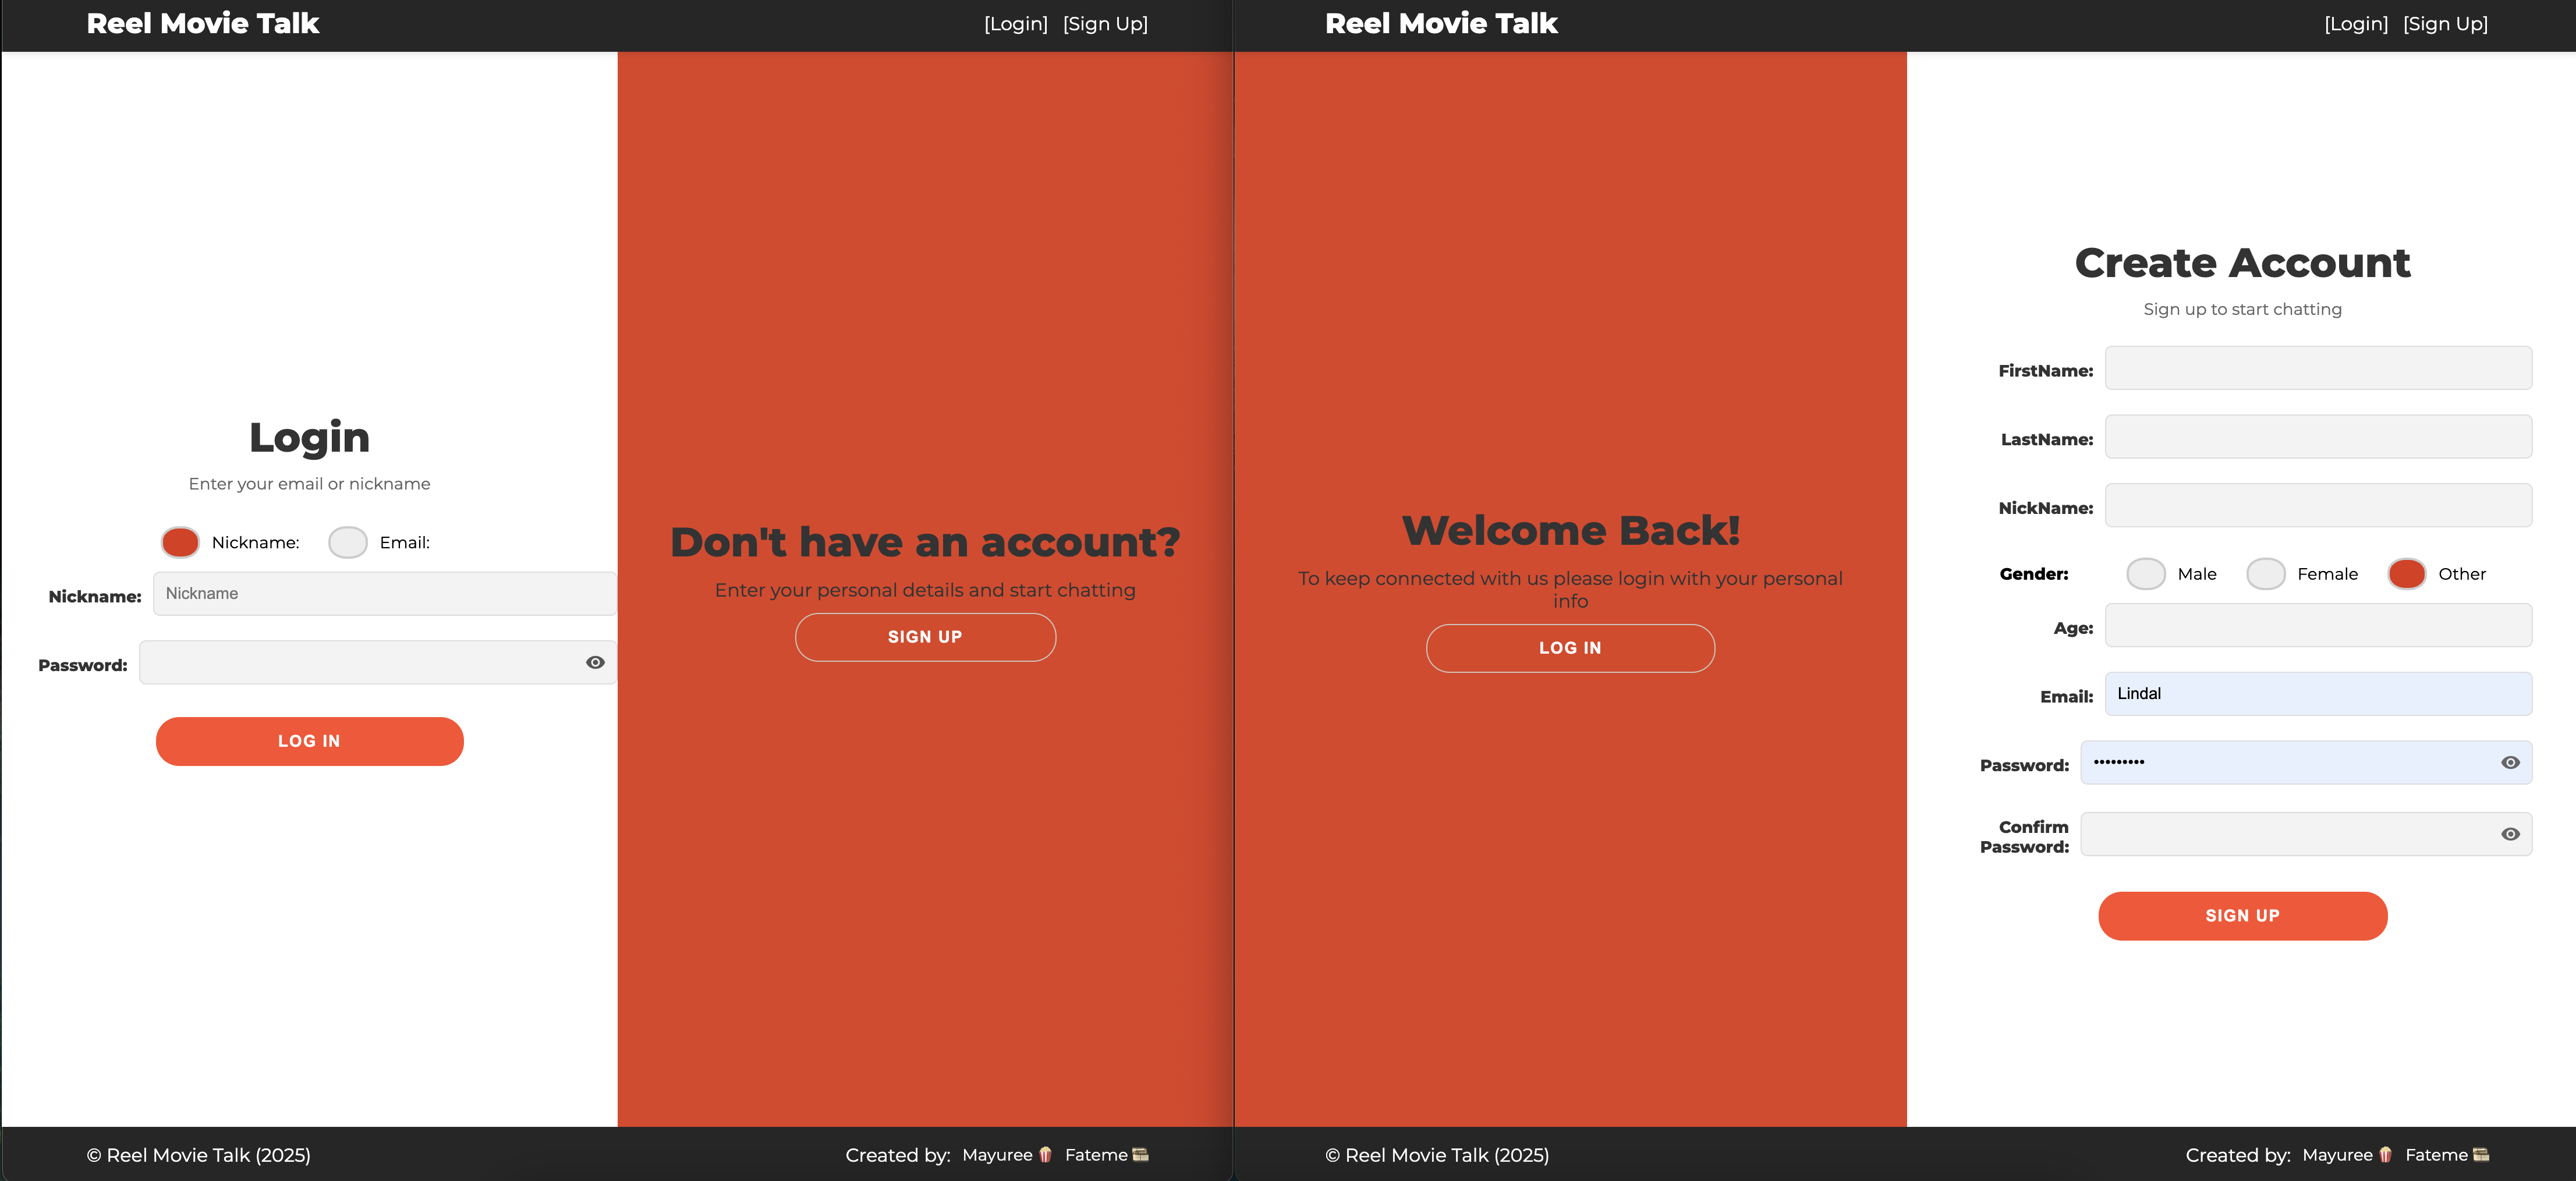 Reel Movie Talk
[Login] [Sign Up]
Login
Enter your email or nickname
Nickname: Email:
Nickname: Nickname
Password:
LOG IN
Don't have an account?
Enter your personal details and start chatting
SIGN UP
© Reel Movie Talk (2025)
Created by: Mayuree Fateme
Reel Movie Talk
[Login] [Sign Up]
Welcome Back!
To keep connected with us please login with your personal
info
LOG IN
Create Account
Sign up to start chatting
FirstName:
LastName:
NickName:
Gender: Male Female Other
Age:
Email: Lindal
Password: •••••••••
Confirm
Password:
SIGN UP
© Reel Movie Talk (2025)
Created by: Mayuree Fateme